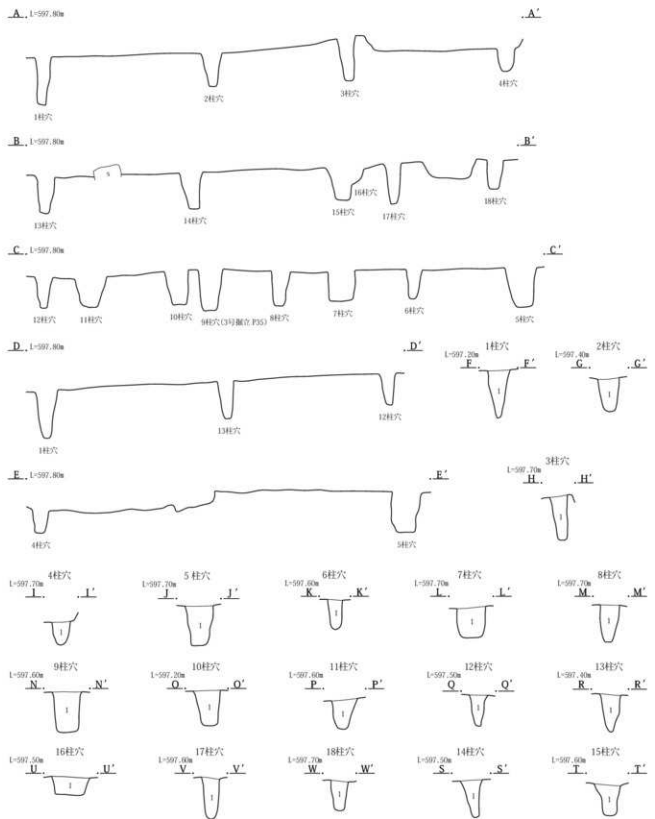 A L=597.80m A′
1柱穴 2柱穴 3柱穴 4柱穴
B L=597.80m B′
S
13柱穴 14柱穴 15柱穴 16柱穴 17柱穴 18柱穴
C L=597.80m C′
12柱穴 11柱穴 10柱穴 9柱穴(3号掘立P35) 8柱穴 7柱穴 6柱穴 5柱穴
D L=597.80m D′
1柱穴 13柱穴 12柱穴
1柱穴 2柱穴
L=597.20m L=597.40m
F F′ G G′
1 1
E L=597.80m E′
4柱穴 5柱穴
3柱穴
L=597.70m
H H′
1
4柱穴 5柱穴 6柱穴 7柱穴 8柱穴
L=597.70m L=597.70m L=597.60m L=597.70m L=597.70m
I I′ J J′ K K′ L L′ M M′
1 1 1 1 1
9柱穴 10柱穴 11柱穴 12柱穴 13柱穴
L=597.60m L=597.20m L=597.60m L=597.50m L=597.40m
N N′ O O′ P P′ Q Q′ R R′
1 1 1 1 1
16柱穴 17柱穴 18柱穴 14柱穴 15柱穴
L=597.50m L=597.60m L=597.70m L=597.50m L=597.60m
U U′ V V′ W W′ S S′ T T′
1 1 1 1 1